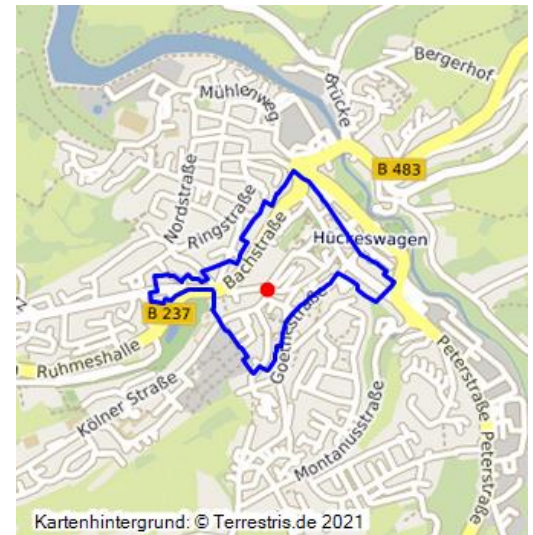 Bergerhof
Mühlenweg
Brücke
B 483
Nordstraße
Ringstraße
Bachstraße
Hückeswagen
Goethestraße
B 237
Ruhmeshalle
Kölner Straße
Montanusstraße
Peterstraße
Peterstraße
Kartenhintergrund: © Terrestris.de 2021